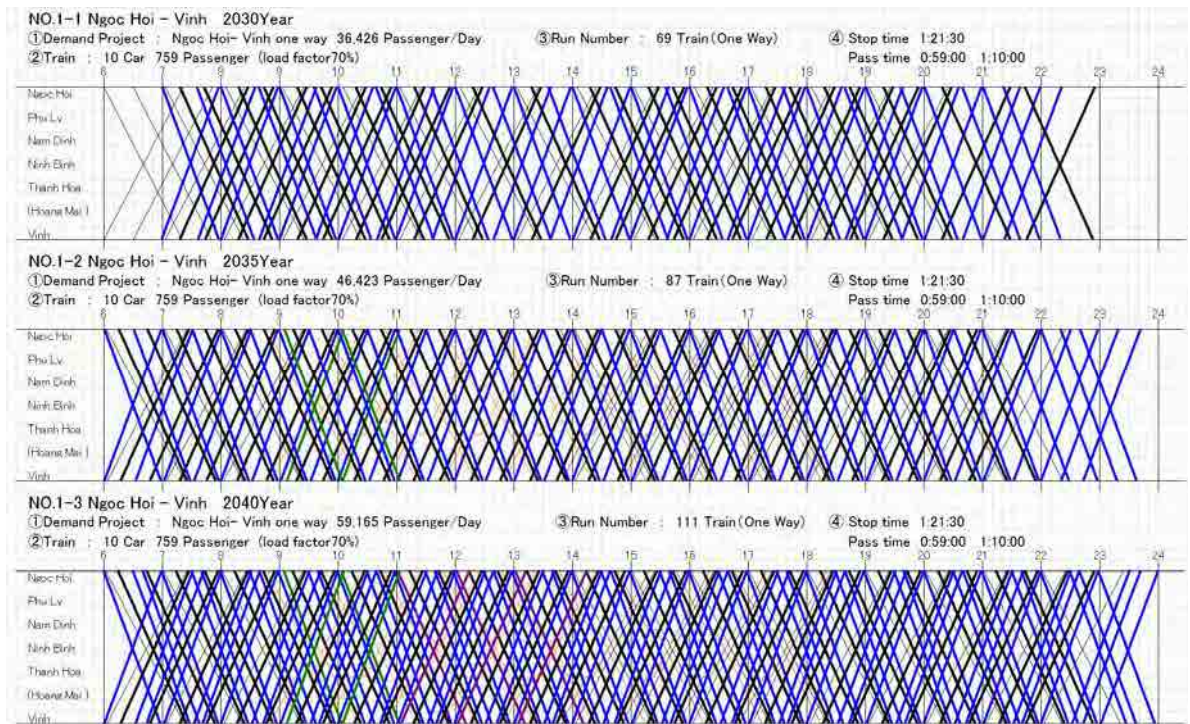 NO.1-1 Ngoc Hoi - Vinh 2030Year
①Demand Project : Ngoc Hoi- Vinh one way 36,426 Passenger/Day ③Run Number : 69 Train(One Way) ④ Stop time 1:21:30
②Train : 10 Car 759 Passenger (load factor70%) Pass time 0:59:00 1:10:00
6 7 8 9 10 11 12 13 14 15 16 17 18 19 20 21 22 23 24
Ngoc Hoi
Phu Ly
Nam Dinh
Ninh Binh
Thanh Hoa
(Hoang Mai )
Vinh
NO.1-2 Ngoc Hoi - Vinh 2035Year
①Demand Project : Ngoc Hoi- Vinh one way 46,423 Passenger/Day ③Run Number : 87 Train(One Way) ④ Stop time 1:21:30
②Train : 10 Car 759 Passenger (load factor70%) Pass time 0:59:00 1:10:00
6 7 8 9 10 11 12 13 14 15 16 17 18 19 20 21 22 23 24
Ngoc Hoi
Phu Ly
Nam Dinh
Ninh Binh
Thanh Hoa
(Hoang Mai )
Vinh
NO.1-3 Ngoc Hoi - Vinh 2040Year
①Demand Project : Ngoc Hoi- Vinh one way 59,165 Passenger/Day ③Run Number : 111 Train(One Way) ④ Stop time 1:21:30
②Train : 10 Car 759 Passenger (load factor70%) Pass time 0:59:00 1:10:00
6 7 8 9 10 11 12 13 14 15 16 17 18 19 20 21 22 23 24
Ngoc Hoi
Phu Ly
Nam Dinh
Ninh Binh
Thanh Hoa
(Hoang Mai )
Vinh